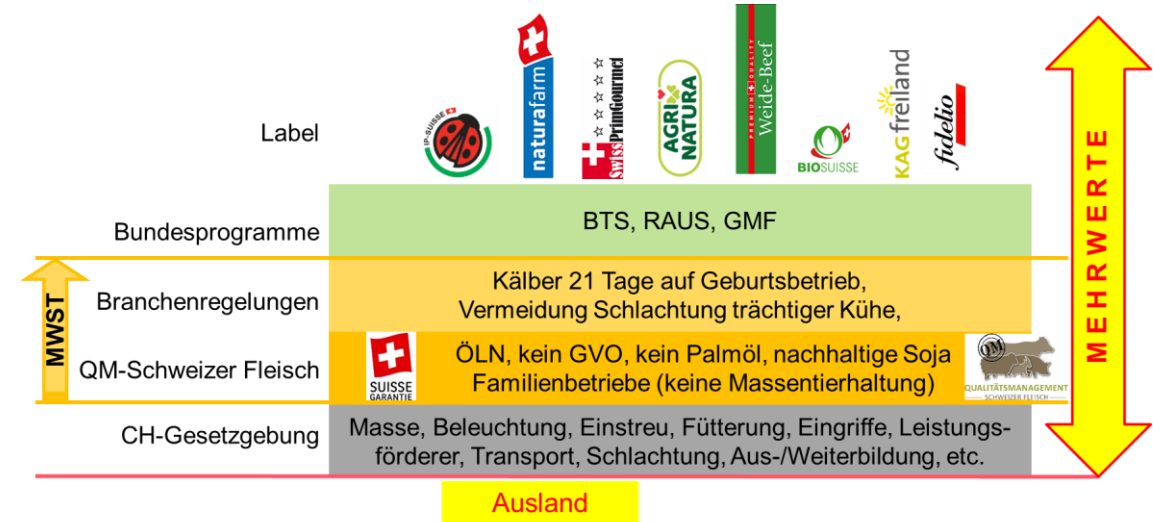 Label
IP-SUISSE
naturafarm
SwissPrimGourmet
AGRI
NATURA
PREMIUM QUALITY
Weide-Beef
BIOSUISSE
KAGfreiland
fidelio
Bundesprogramme
BTS, RAUS, GMF
Branchenregelungen
Kälber 21 Tage auf Geburtsbetrieb,
Vermeidung Schlachtung trächtiger Kühe,
QM-Schweizer Fleisch
SUISSE
GARANTIE
ÖLN, kein GVO, kein Palmöl, nachhaltige Soja
Familienbetriebe (keine Massentierhaltung)
QM
QUALITÄTSMANAGEMENT
SCHWEIZER FLEISCH
CH-Gesetzgebung
Masse, Beleuchtung, Einstreu, Fütterung, Eingriffe, Leistungs-
förderer, Transport, Schlachtung, Aus-/Weiterbildung, etc.
Ausland
MWST
MEHRWERTE